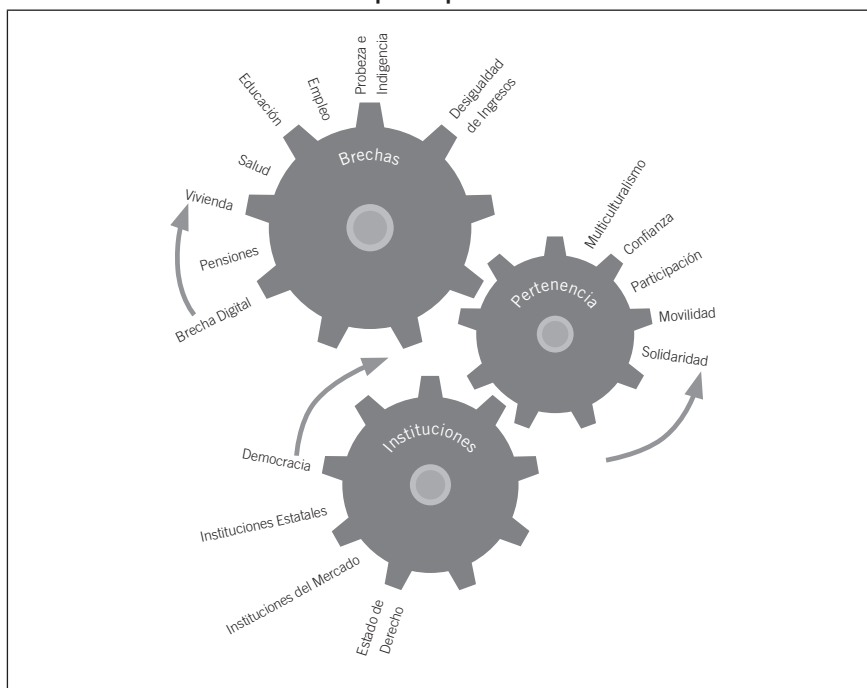 Brechas
Brecha Digital
Pensiones
Vivienda
Salud
Educación
Empleo
Probeza e
Indigencia
Desigualdad
de Ingresos
Pertenencia
Multiculturalismo
Confianza
Participación
Movilidad
Solidaridad
Instituciones
Democracia
Instituciones Estatales
Instituciones del Mercado
Estado de
Derecho